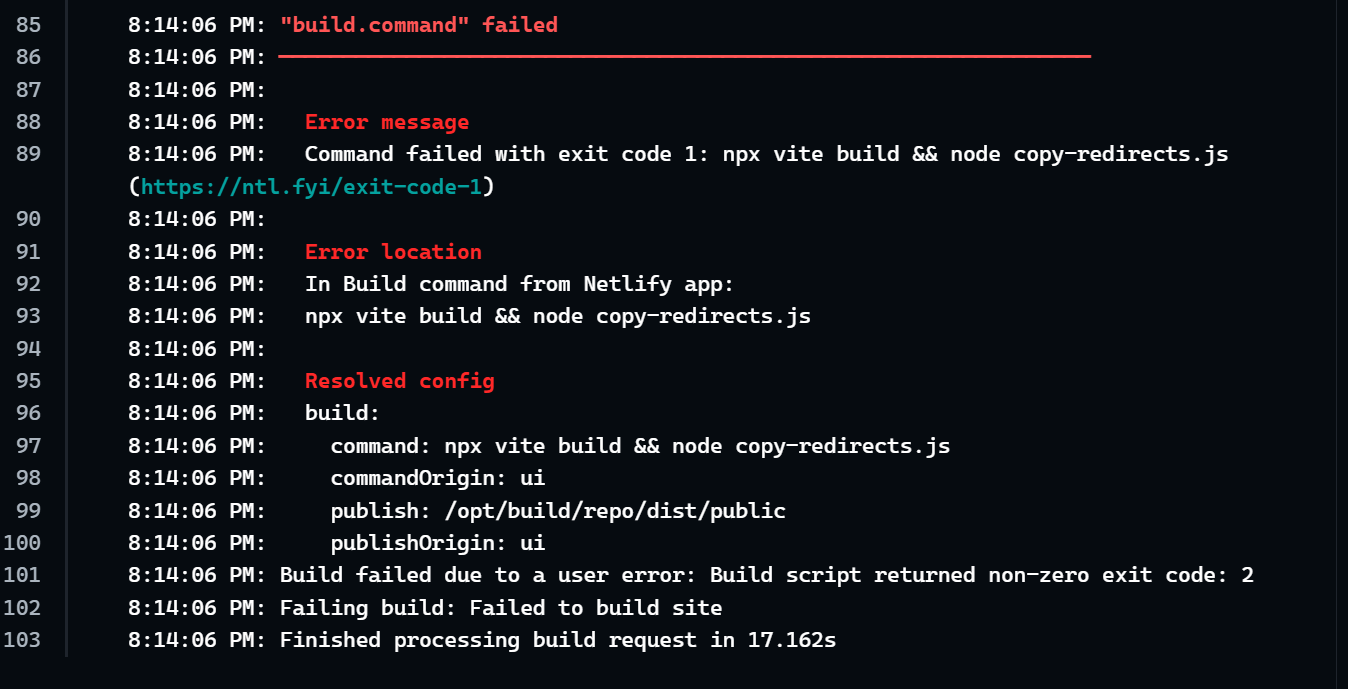 85 8:14:06 PM: "build.command" failed
86 8:14:06 PM: ────────────────────────────────────────────────────────────────
87 8:14:06 PM:
88 8:14:06 PM: Error message
89 8:14:06 PM: Command failed with exit code 1: npx vite build && node copy-redirects.js
(https://ntl.fyi/exit-code-1)
90 8:14:06 PM:
91 8:14:06 PM: Error location
92 8:14:06 PM: In Build command from Netlify app:
93 8:14:06 PM: npx vite build && node copy-redirects.js
94 8:14:06 PM:
95 8:14:06 PM: Resolved config
96 8:14:06 PM: build:
97 8:14:06 PM: command: npx vite build && node copy-redirects.js
98 8:14:06 PM: commandOrigin: ui
99 8:14:06 PM: publish: /opt/build/repo/dist/public
100 8:14:06 PM: publishOrigin: ui
101 8:14:06 PM: Build failed due to a user error: Build script returned non-zero exit code: 2
102 8:14:06 PM: Failing build: Failed to build site
103 8:14:06 PM: Finished processing build request in 17.162s